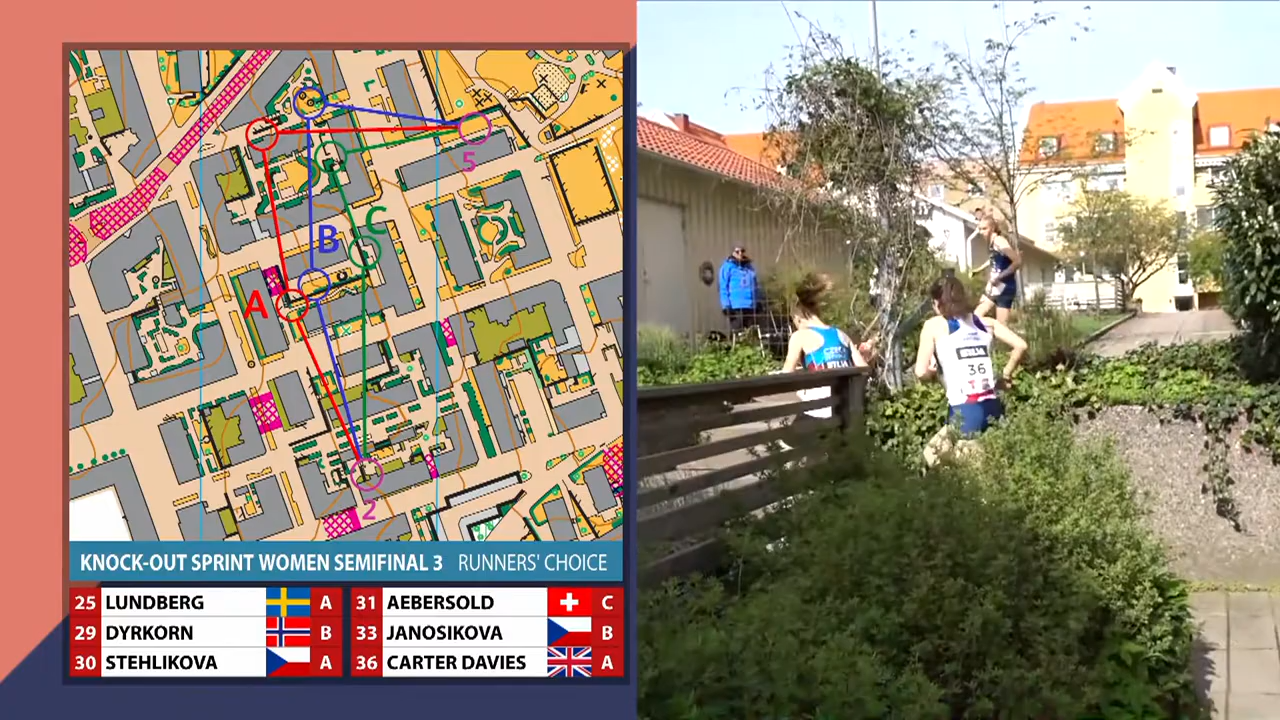 5
C
B
A
2
KNOCK-OUT SPRINT WOMEN SEMIFINAL 3 RUNNERS' CHOICE
25 LUNDBERG A 31 AEBERSOLD C
29 DYRKORN B 33 JANOSIKOVA B
30 STEHLIKOVA A 36 CARTER DAVIES A
36